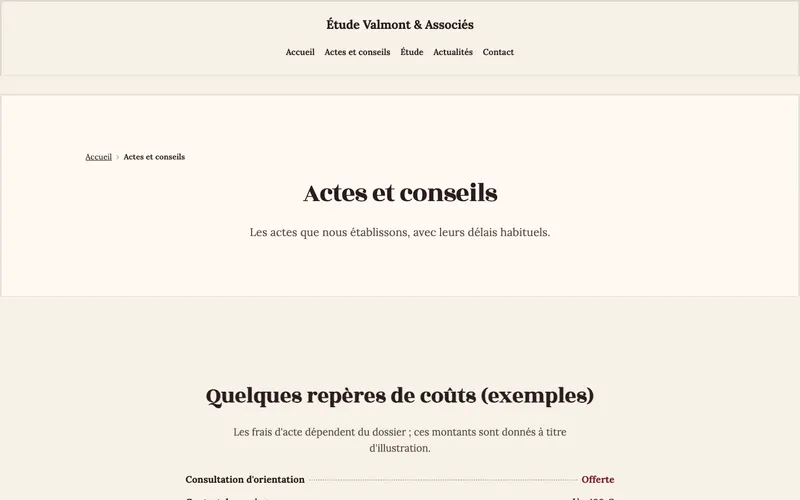 Étude Valmont & Associés
Accueil Actes et conseils Étude Actualités Contact
Accueil › Actes et conseils
Actes et conseils
Les actes que nous établissons, avec leurs délais habituels.
Quelques repères de coûts (exemples)
Les frais d'acte dépendent du dossier ; ces montants sont donnés à titre
d'illustration.
Consultation d'orientation Offerte